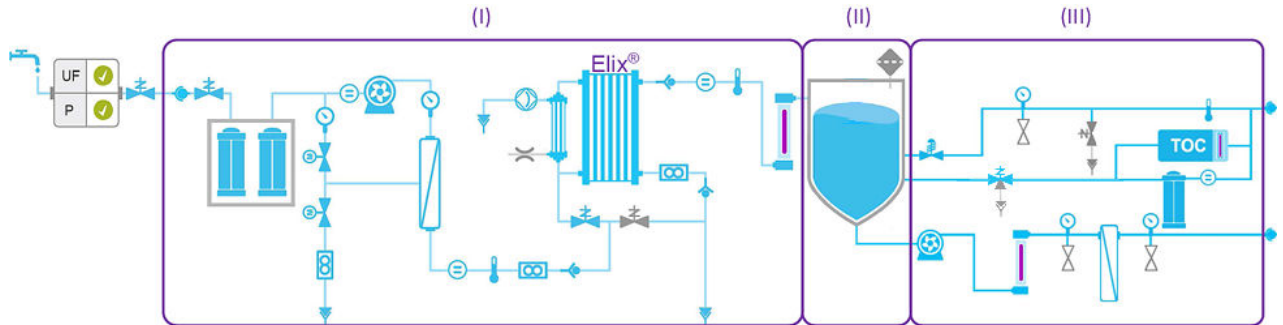 (I)
(II)
(III)
Elix®
UF
P
TOC